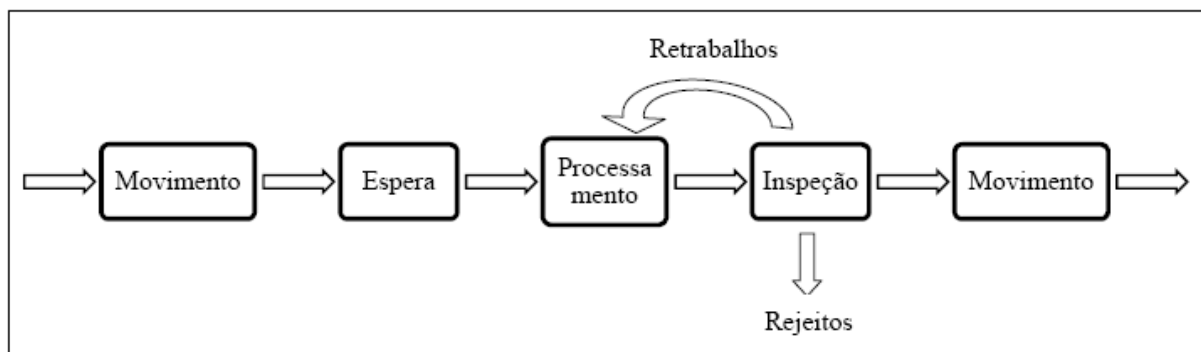 Retrabalhos
Movimento
Espera
Processa
mento
Inspeção
Movimento
Rejeitos